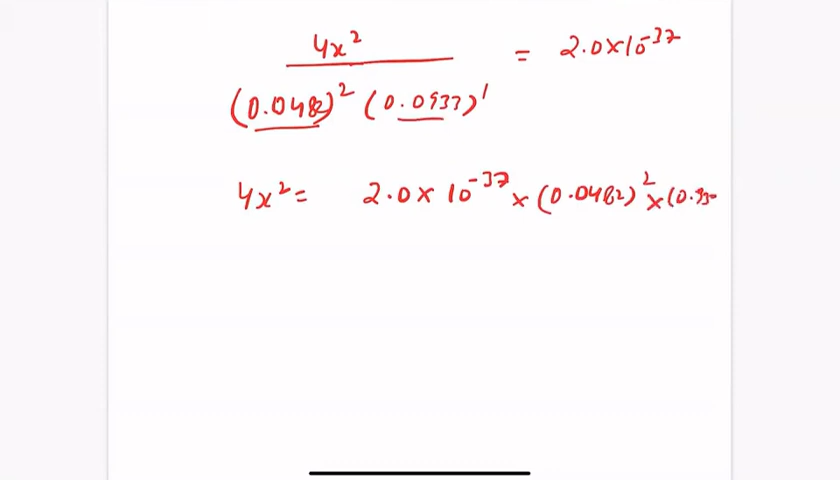 4x² / (0.0482)² (0.0933)¹ = 2.0×10⁻³⁷
4x² = 2.0 × 10⁻³⁷ × (0.0482)² × (0.930